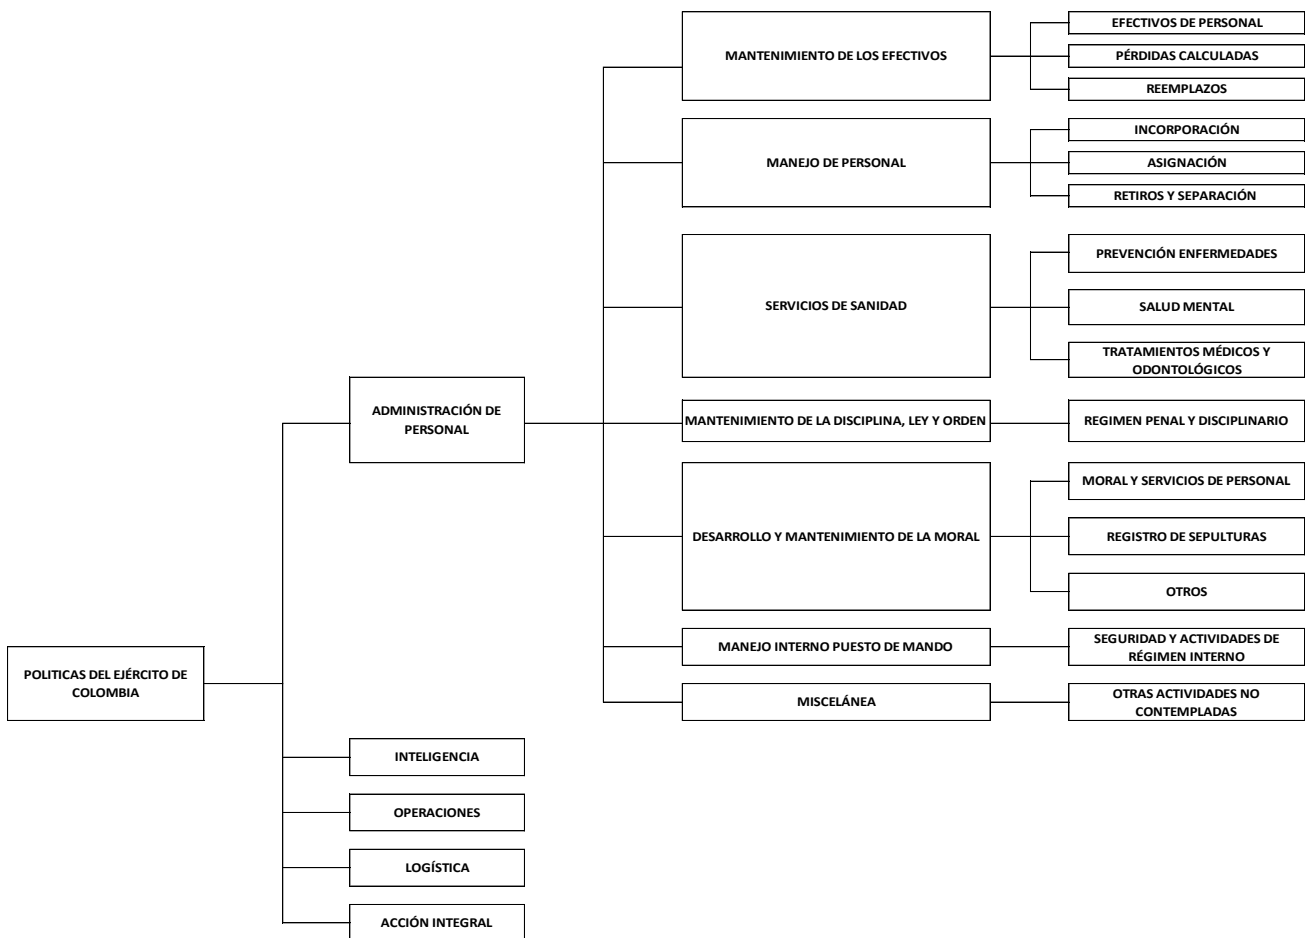 EFECTIVOS DE PERSONAL
MANTENIMIENTO DE LOS EFECTIVOS
PÉRDIDAS CALCULADAS
REEMPLAZOS
INCORPORACIÓN
MANEJO DE PERSONAL
ASIGNACIÓN
RETIROS Y SEPARACIÓN
PREVENCIÓN ENFERMEDADES
SERVICIOS DE SANIDAD
SALUD MENTAL
TRATAMIENTOS MÉDICOS Y
ODONTOLÓGICOS
ADMINISTRACIÓN DE
PERSONAL
MANTENIMIENTO DE LA DISCIPLINA, LEY Y ORDEN
REGIMEN PENAL Y DISCIPLINARIO
MORAL Y SERVICIOS DE PERSONAL
DESARROLLO Y MANTENIMIENTO DE LA MORAL
REGISTRO DE SEPULTURAS
OTROS
MANEJO INTERNO PUESTO DE MANDO
SEGURIDAD Y ACTIVIDADES DE
RÉGIMEN INTERNO
POLITICAS DEL EJÉRCITO DE
COLOMBIA
MISCELÁNEA
OTRAS ACTIVIDADES NO
CONTEMPLADAS
INTELIGENCIA
OPERACIONES
LOGÍSTICA
ACCIÓN INTEGRAL